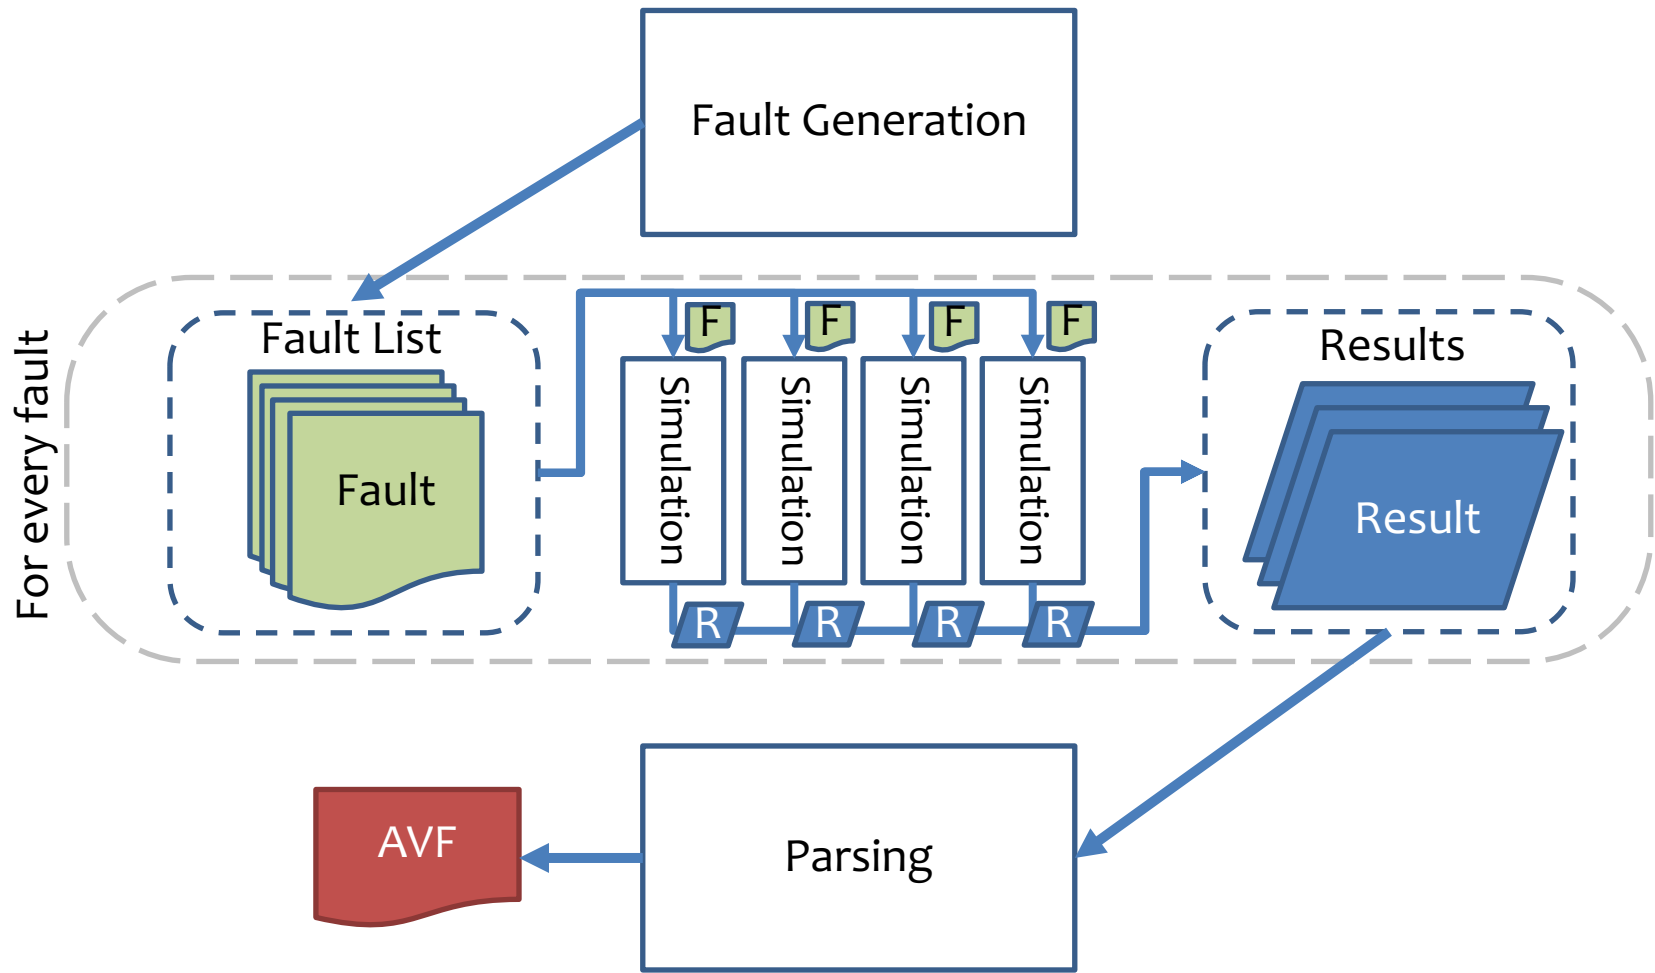 Fault Generation
For every fault
Fault List
Fault
F
F
F
F
Simulation
Simulation
Simulation
Simulation
R
R
R
R
Results
Result
Parsing
AVF